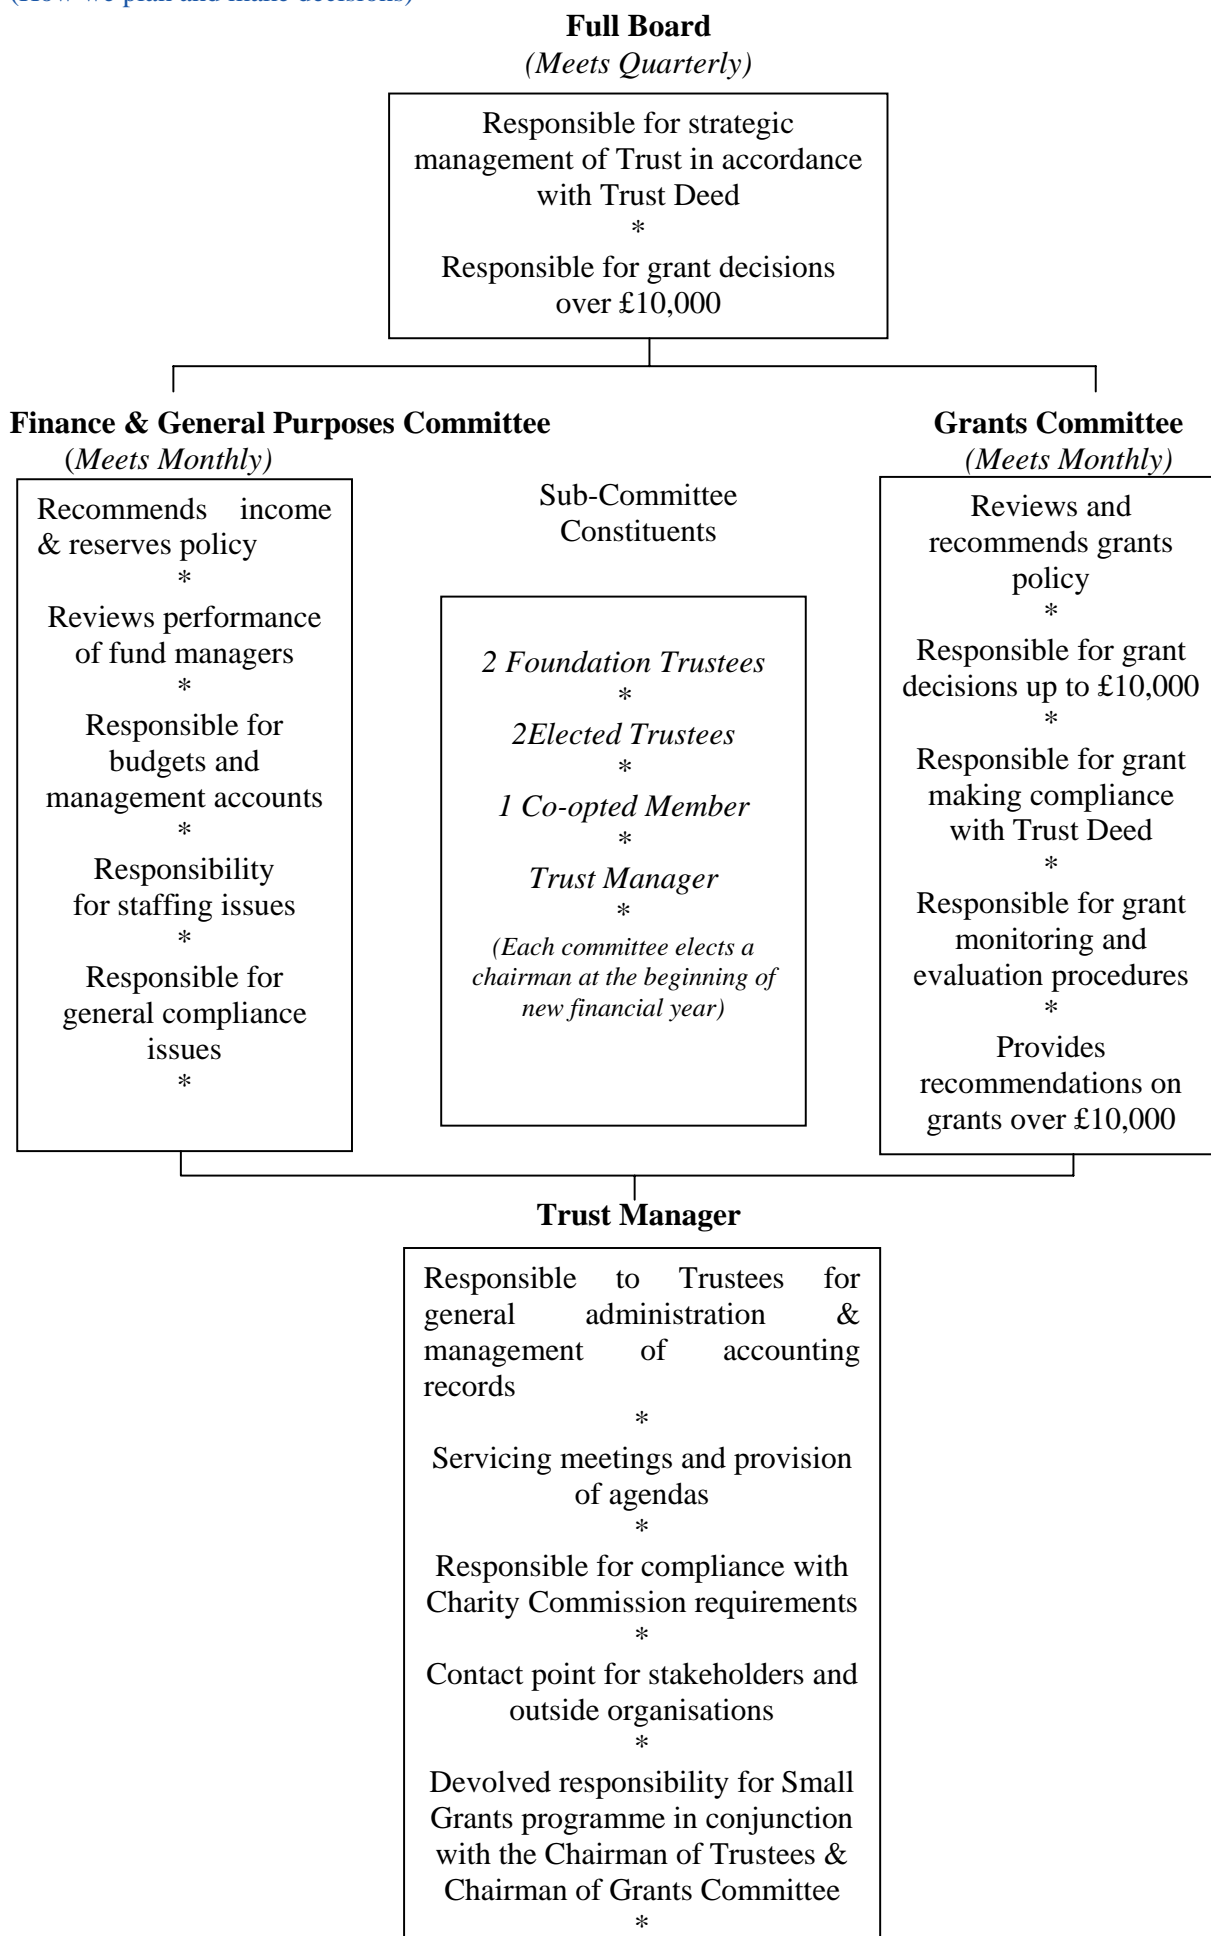 (How we plan and make decisions)
Full Board
(Meets Quarterly)
Responsible for strategic
management of Trust in accordance
with Trust Deed
*
Responsible for grant decisions
over £10,000
Finance & General Purposes Committee
(Meets Monthly)
Recommends income
& reserves policy
*
Reviews performance
of fund managers
*
Responsible for
budgets and
management accounts
*
Responsibility
for staffing issues
*
Responsible for
general compliance
issues
*
Sub-Committee
Constituents
2 Foundation Trustees
*
2Elected Trustees
*
1 Co-opted Member
*
Trust Manager
*
(Each committee elects a
chairman at the beginning of
new financial year)
Grants Committee
(Meets Monthly)
Reviews and
recommends grants
policy
*
Responsible for grant
decisions up to £10,000
*
Responsible for grant
making compliance
with Trust Deed
*
Responsible for grant
monitoring and
evaluation procedures
*
Provides
recommendations on
grants over £10,000
Trust Manager
Responsible to Trustees for
general administration &
management of accounting
records
*
Servicing meetings and provision
of agendas
*
Responsible for compliance with
Charity Commission requirements
*
Contact point for stakeholders and
outside organisations
*
Devolved responsibility for Small
Grants programme in conjunction
with the Chairman of Trustees &
Chairman of Grants Committee
*